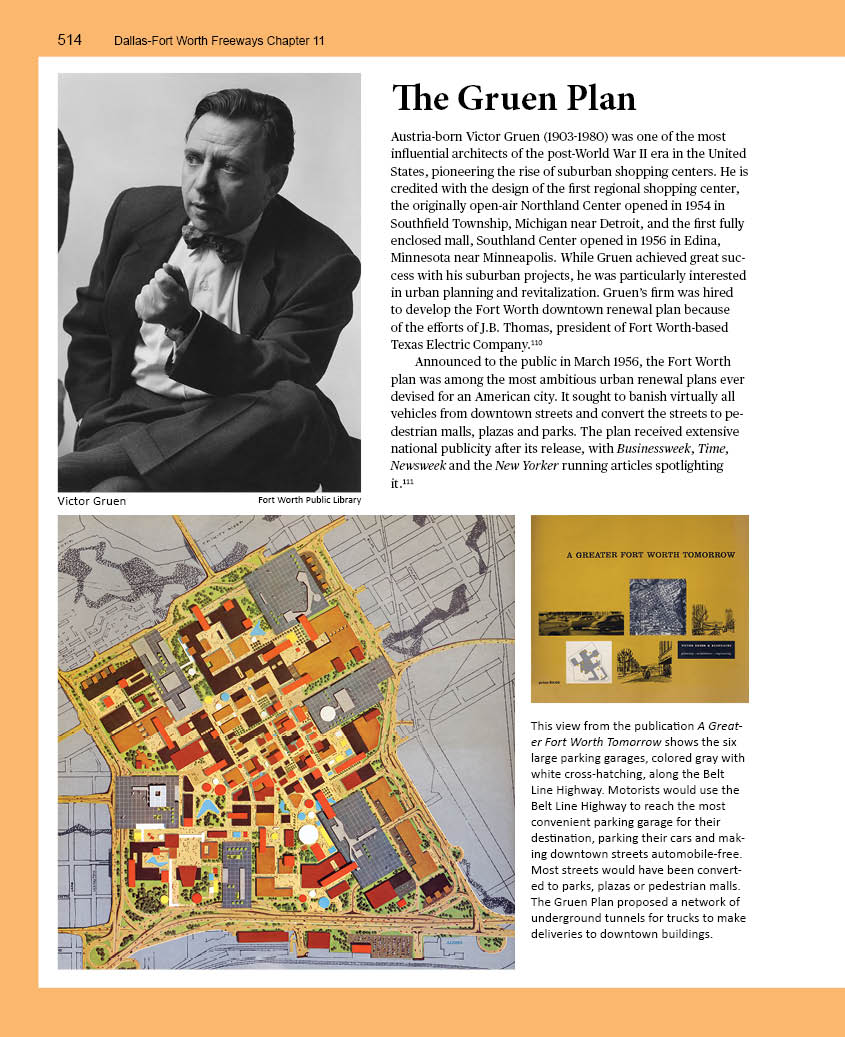 514 Dallas-Fort Worth Freeways Chapter 11
The Gruen Plan
Austria-born Victor Gruen (1903-1980) was one of the most
influential architects of the post-World War II era in the United
States, pioneering the rise of suburban shopping centers. He is
credited with the design of the first regional shopping center,
the originally open-air Northland Center opened in 1954 in
Southfield Township, Michigan near Detroit, and the first fully
enclosed mall, Southland Center opened in 1956 in Edina,
Minnesota near Minneapolis. While Gruen achieved great suc-
cess with his suburban projects, he was particularly interested
in urban planning and revitalization. Gruen’s firm was hired
to develop the Fort Worth downtown renewal plan because
of the efforts of J.B. Thomas, president of Fort Worth-based
Texas Electric Company.¹¹⁰
Announced to the public in March 1956, the Fort Worth
plan was among the most ambitious urban renewal plans ever
devised for an American city. It sought to banish virtually all
vehicles from downtown streets and convert the streets to pe-
destrian malls, plazas and parks. The plan received extensive
national publicity after its release, with Businessweek, Time,
Newsweek and the New Yorker running articles spotlighting
it.¹¹¹
Victor Gruen
Fort Worth Public Library
A GREATER FORT WORTH TOMORROW
This view from the publication A Great-
er Fort Worth Tomorrow shows the six
large parking garages, colored gray with
white cross-hatching, along the Belt
Line Highway. Motorists would use the
Belt Line Highway to reach the most
convenient parking garage for their
destination, parking their cars and mak-
ing downtown streets automobile-free.
Most streets would have been convert-
ed to parks, plazas or pedestrian malls.
The Gruen Plan proposed a network of
underground tunnels for trucks to make
deliveries to downtown buildings.